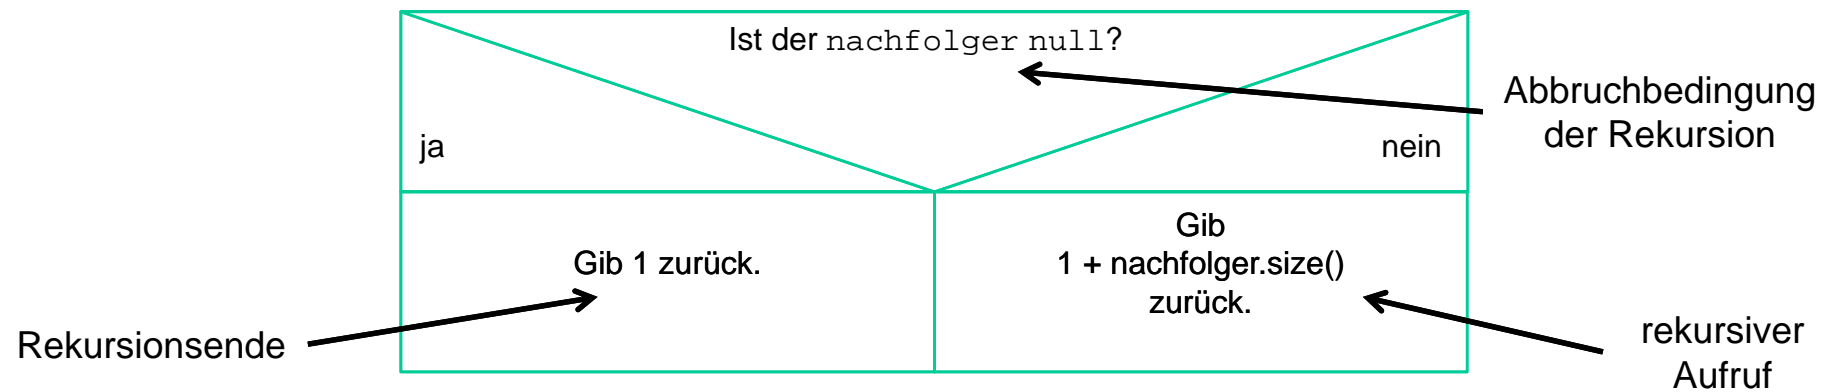 Ist der nachfolger null?
Abbruchbedingung
der Rekursion
ja
nein
Gib 1 zurück.
Gib
1 + nachfolger.size()
zurück.
Rekursionsende
rekursiver
Aufruf